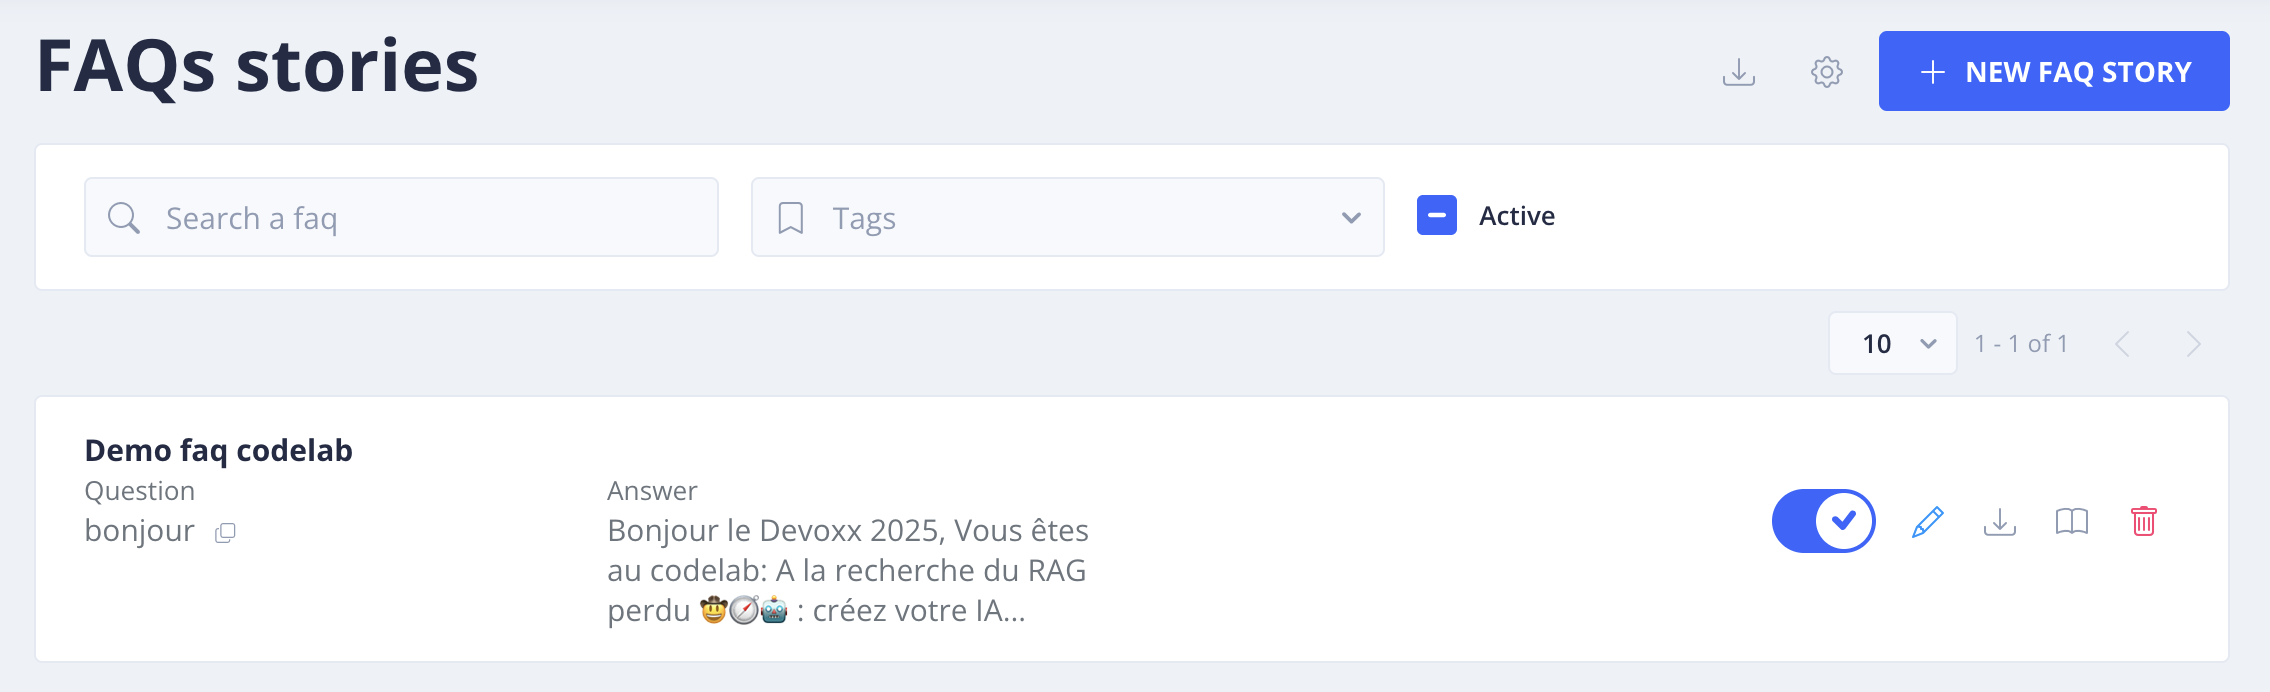 FAQs stories
NEW FAQ STORY
Search a faq
Tags
Active
10
1 - 1 of 1
Demo faq codelab
Question
bonjour
Answer
Bonjour le Devoxx 2025, Vous êtes
au codelab: A la recherche du RAG
perdu 🤠🧭🤖 : créez votre IA...